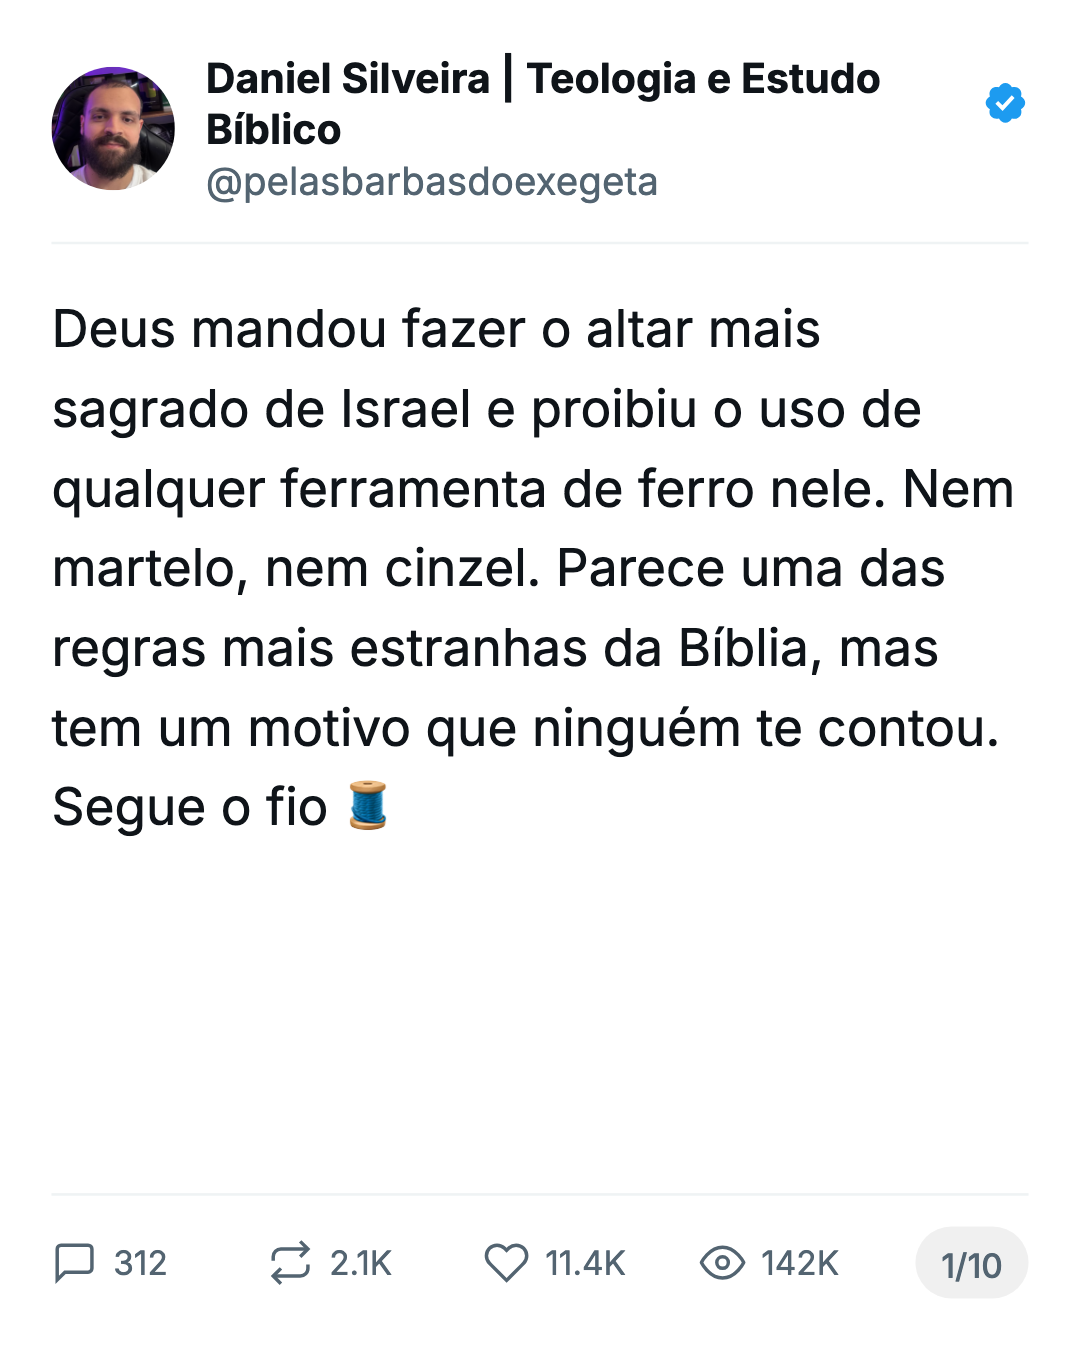 Daniel Silveira | Teologia e Estudo
Bíblico
@pelasbarbasdoexegeta
Deus mandou fazer o altar mais
sagrado de Israel e proibiu o uso de
qualquer ferramenta de ferro nele. Nem
martelo, nem cinzel. Parece uma das
regras mais estranhas da Bíblia, mas
tem um motivo que ninguém te contou.
Segue o fio 🧵
312 2.1K 11.4K 142K 1/10